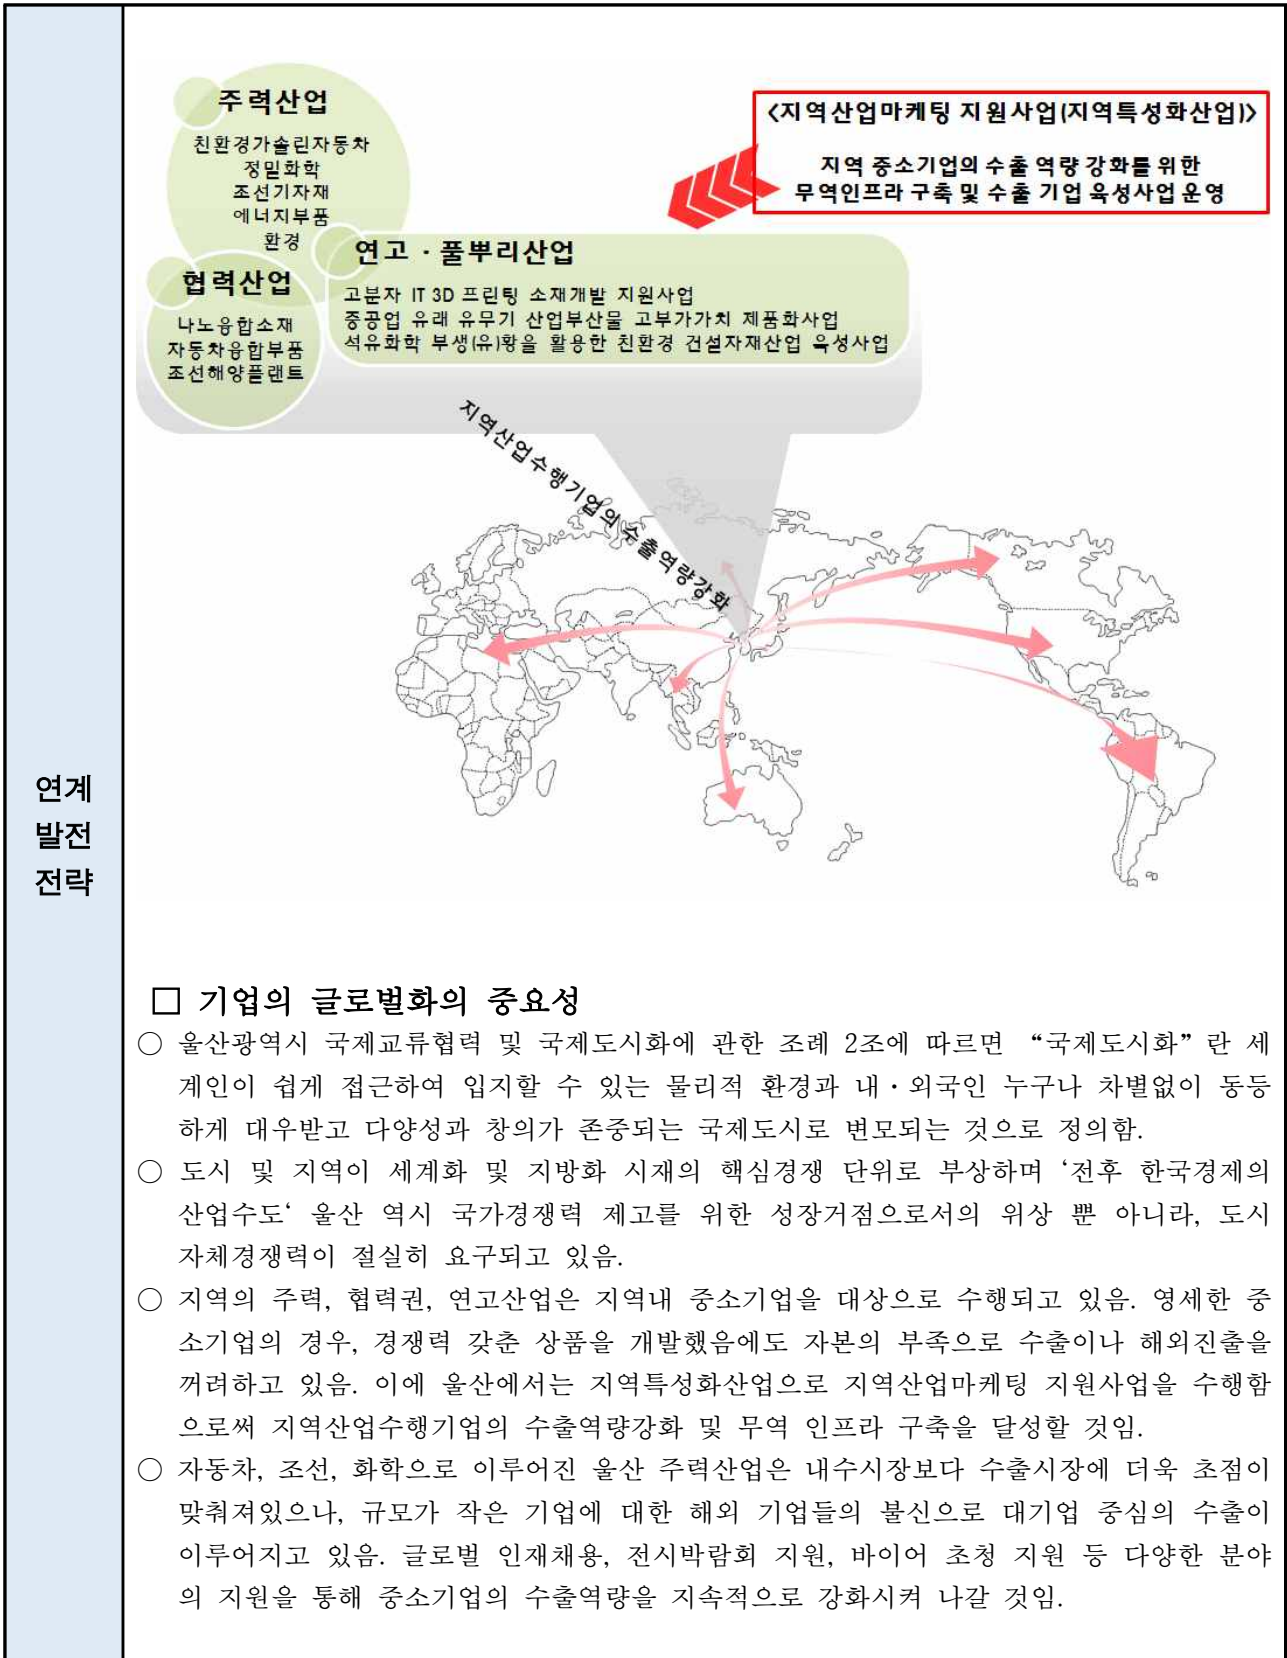 연계
발전
전략
주력산업
친환경가솔린자동차
정밀화학
조선기자재
에너지부품
환경
협력산업
나노융합소재
자동차융합부품
조선해양플랜트
연고 · 풀뿌리산업
고분자 IT 3D 프린팅 소재개발 지원사업
중공업 유래 유무기 산업부산물 고부가가치 제품화사업
석유화학 부생(유)황을 활용한 친환경 건설자재산업 육성사업
<지역산업마케팅 지원사업(지역특성화산업)>
지역 중소기업의 수출 역량 강화를 위한
무역인프라 구축 및 수출 기업 육성사업 운영
지역산업수행기업의 수출역량강화
□ 기업의 글로벌화의 중요성
○ 울산광역시 국제교류협력 및 국제도시화에 관한 조례 2조에 따르면 “국제도시화”란 세
계인이 쉽게 접근하여 입지할 수 있는 물리적 환경과 내·외국인 누구나 차별없이 동등
하게 대우받고 다양성과 창의가 존중되는 국제도시로 변모되는 것으로 정의함.
○ 도시 및 지역이 세계화 및 지방화 시재의 핵심경쟁 단위로 부상하며 ‘전후 한국경제의
산업수도‘ 울산 역시 국가경쟁력 제고를 위한 성장거점으로서의 위상 뿐 아니라, 도시
자체경쟁력이 절실히 요구되고 있음.
○ 지역의 주력, 협력권, 연고산업은 지역내 중소기업을 대상으로 수행되고 있음. 영세한 중
소기업의 경우, 경쟁력 갖춘 상품을 개발했음에도 자본의 부족으로 수출이나 해외진출을
꺼려하고 있음. 이에 울산에서는 지역특성화산업으로 지역산업마케팅 지원사업을 수행함
으로써 지역산업수행기업의 수출역량강화 및 무역 인프라 구축을 달성할 것임.
○ 자동차, 조선, 화학으로 이루어진 울산 주력산업은 내수시장보다 수출시장에 더욱 초점이
맞춰져있으나, 규모가 작은 기업에 대한 해외 기업들의 불신으로 대기업 중심의 수출이
이루어지고 있음. 글로벌 인재채용, 전시박람회 지원, 바이어 초청 지원 등 다양한 분야
의 지원을 통해 중소기업의 수출역량을 지속적으로 강화시켜 나갈 것임.